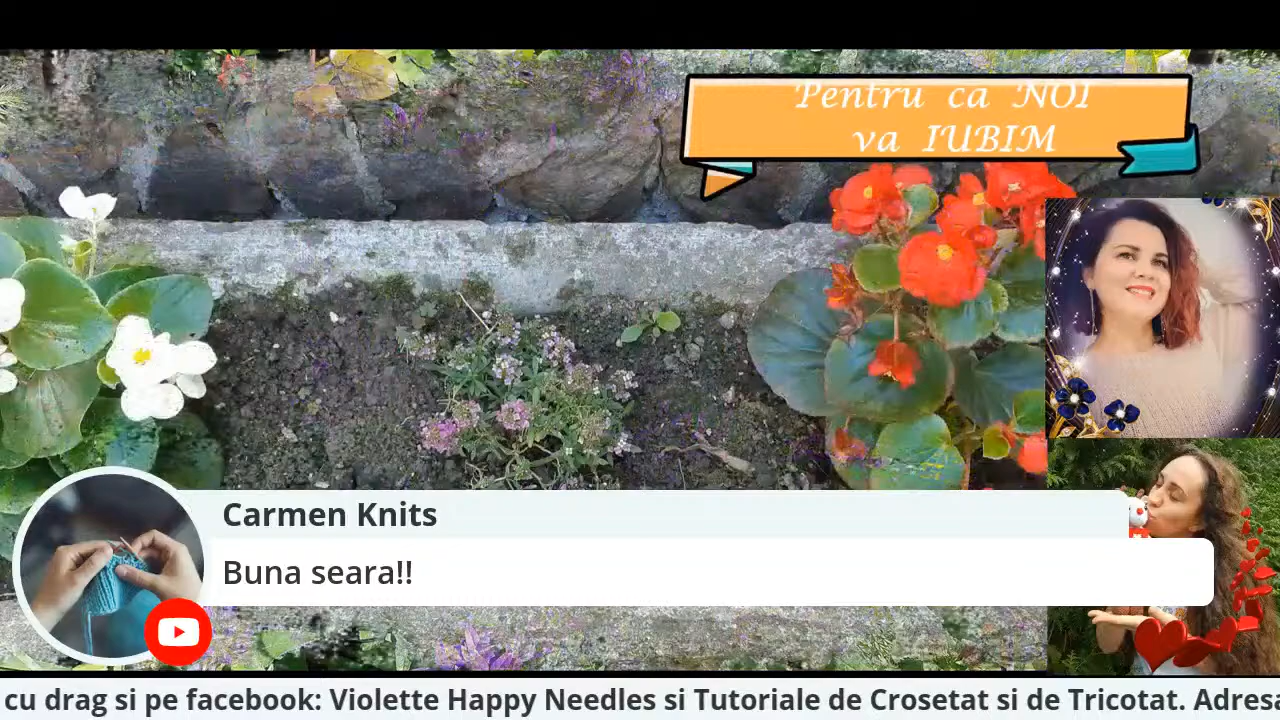 Pentru ca NOI
va IUBIM
Carmen Knits
Buna seara!!
cu drag si pe facebook: Violette Happy Needles si Tutoriale de Crosetat si de Tricotat. Adresa